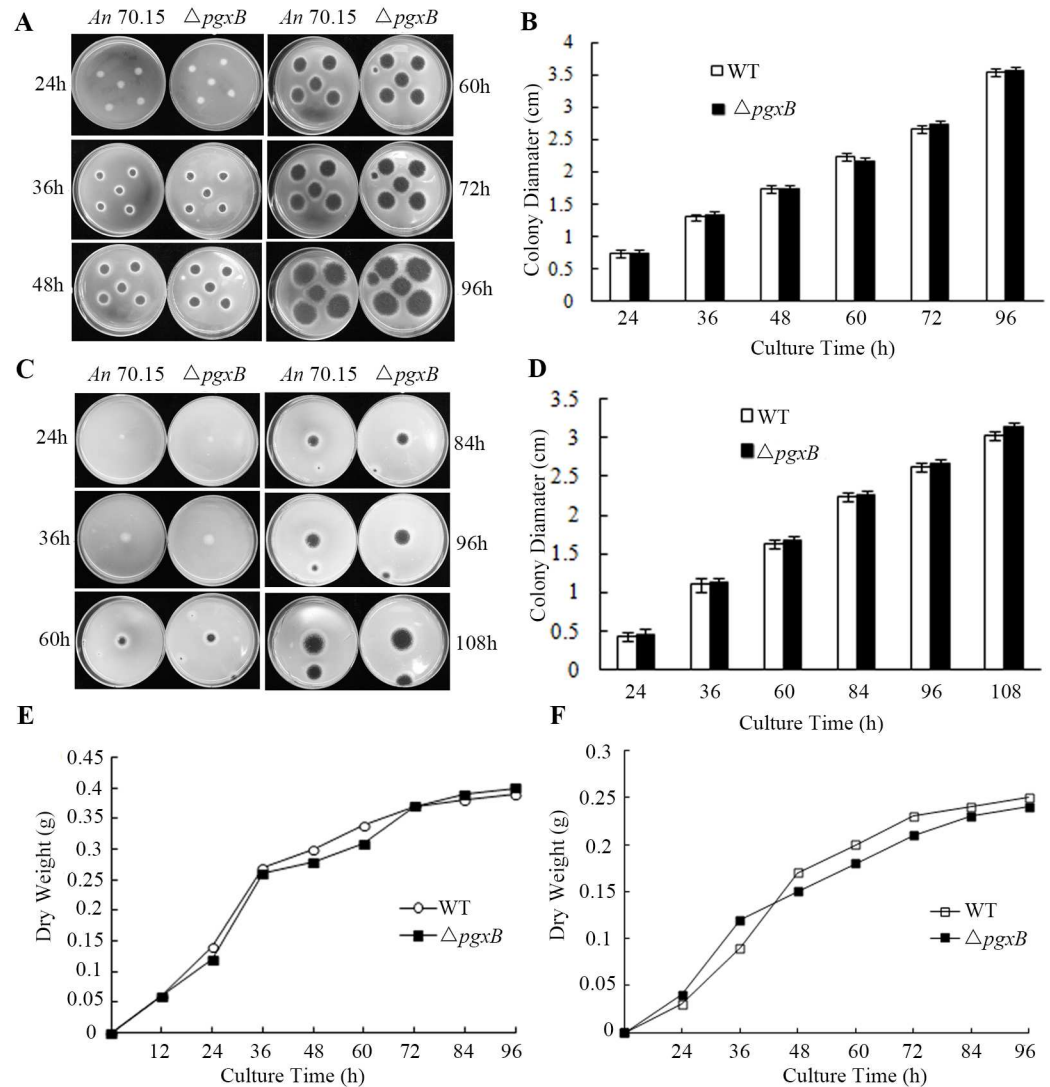 A
An 70.15 △pgxB An 70.15 △pgxB
24h 60h
36h 72h
48h 96h
B
4
3.5
3
2.5
2
1.5
1
0.5
0
Colony Diamater (cm)
WT
△pgxB
24 36 48 60 72 96
Culture Time (h)
C
An 70.15 △pgxB An 70.15 △pgxB
24h 84h
36h 96h
60h 108h
D
3.5
3
2.5
2
1.5
1
0.5
0
Colony Diamater (cm)
WT
△pgxB
24 36 60 84 96 108
Culture Time (h)
E
0.45
0.4
0.35
0.3
0.25
0.2
0.15
0.1
0.05
0
Dry Weight (g)
WT
△pgxB
12 24 36 48 60 72 84 96
Culture Time (h)
F
0.3
0.25
0.2
0.15
0.1
0.05
0
Dry Weight (g)
WT
△pgxB
24 36 48 60 72 84 96
Culture Time (h)